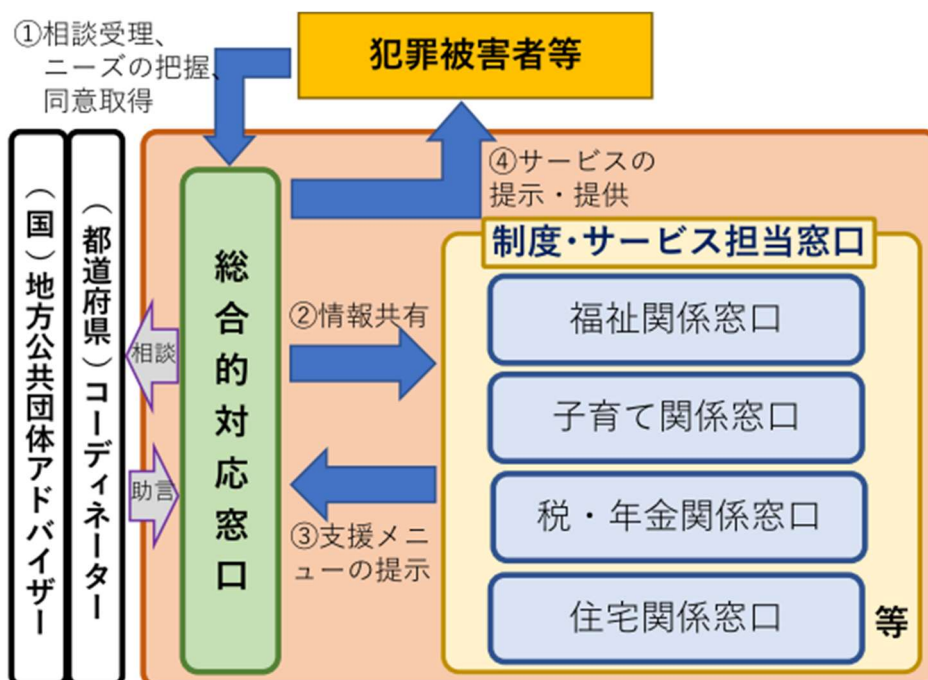 ①相談受理、
ニーズの把握、
同意取得
犯罪被害者等
④サービスの
提示・提供
（国）地方公共団体アドバイザー
（都道府県）コーディネーター
相談
助言
総合的対応窓口
②情報共有
③支援メニ
ューの提示
制度・サービス担当窓口
福祉関係窓口
子育て関係窓口
税・年金関係窓口
住宅関係窓口
等